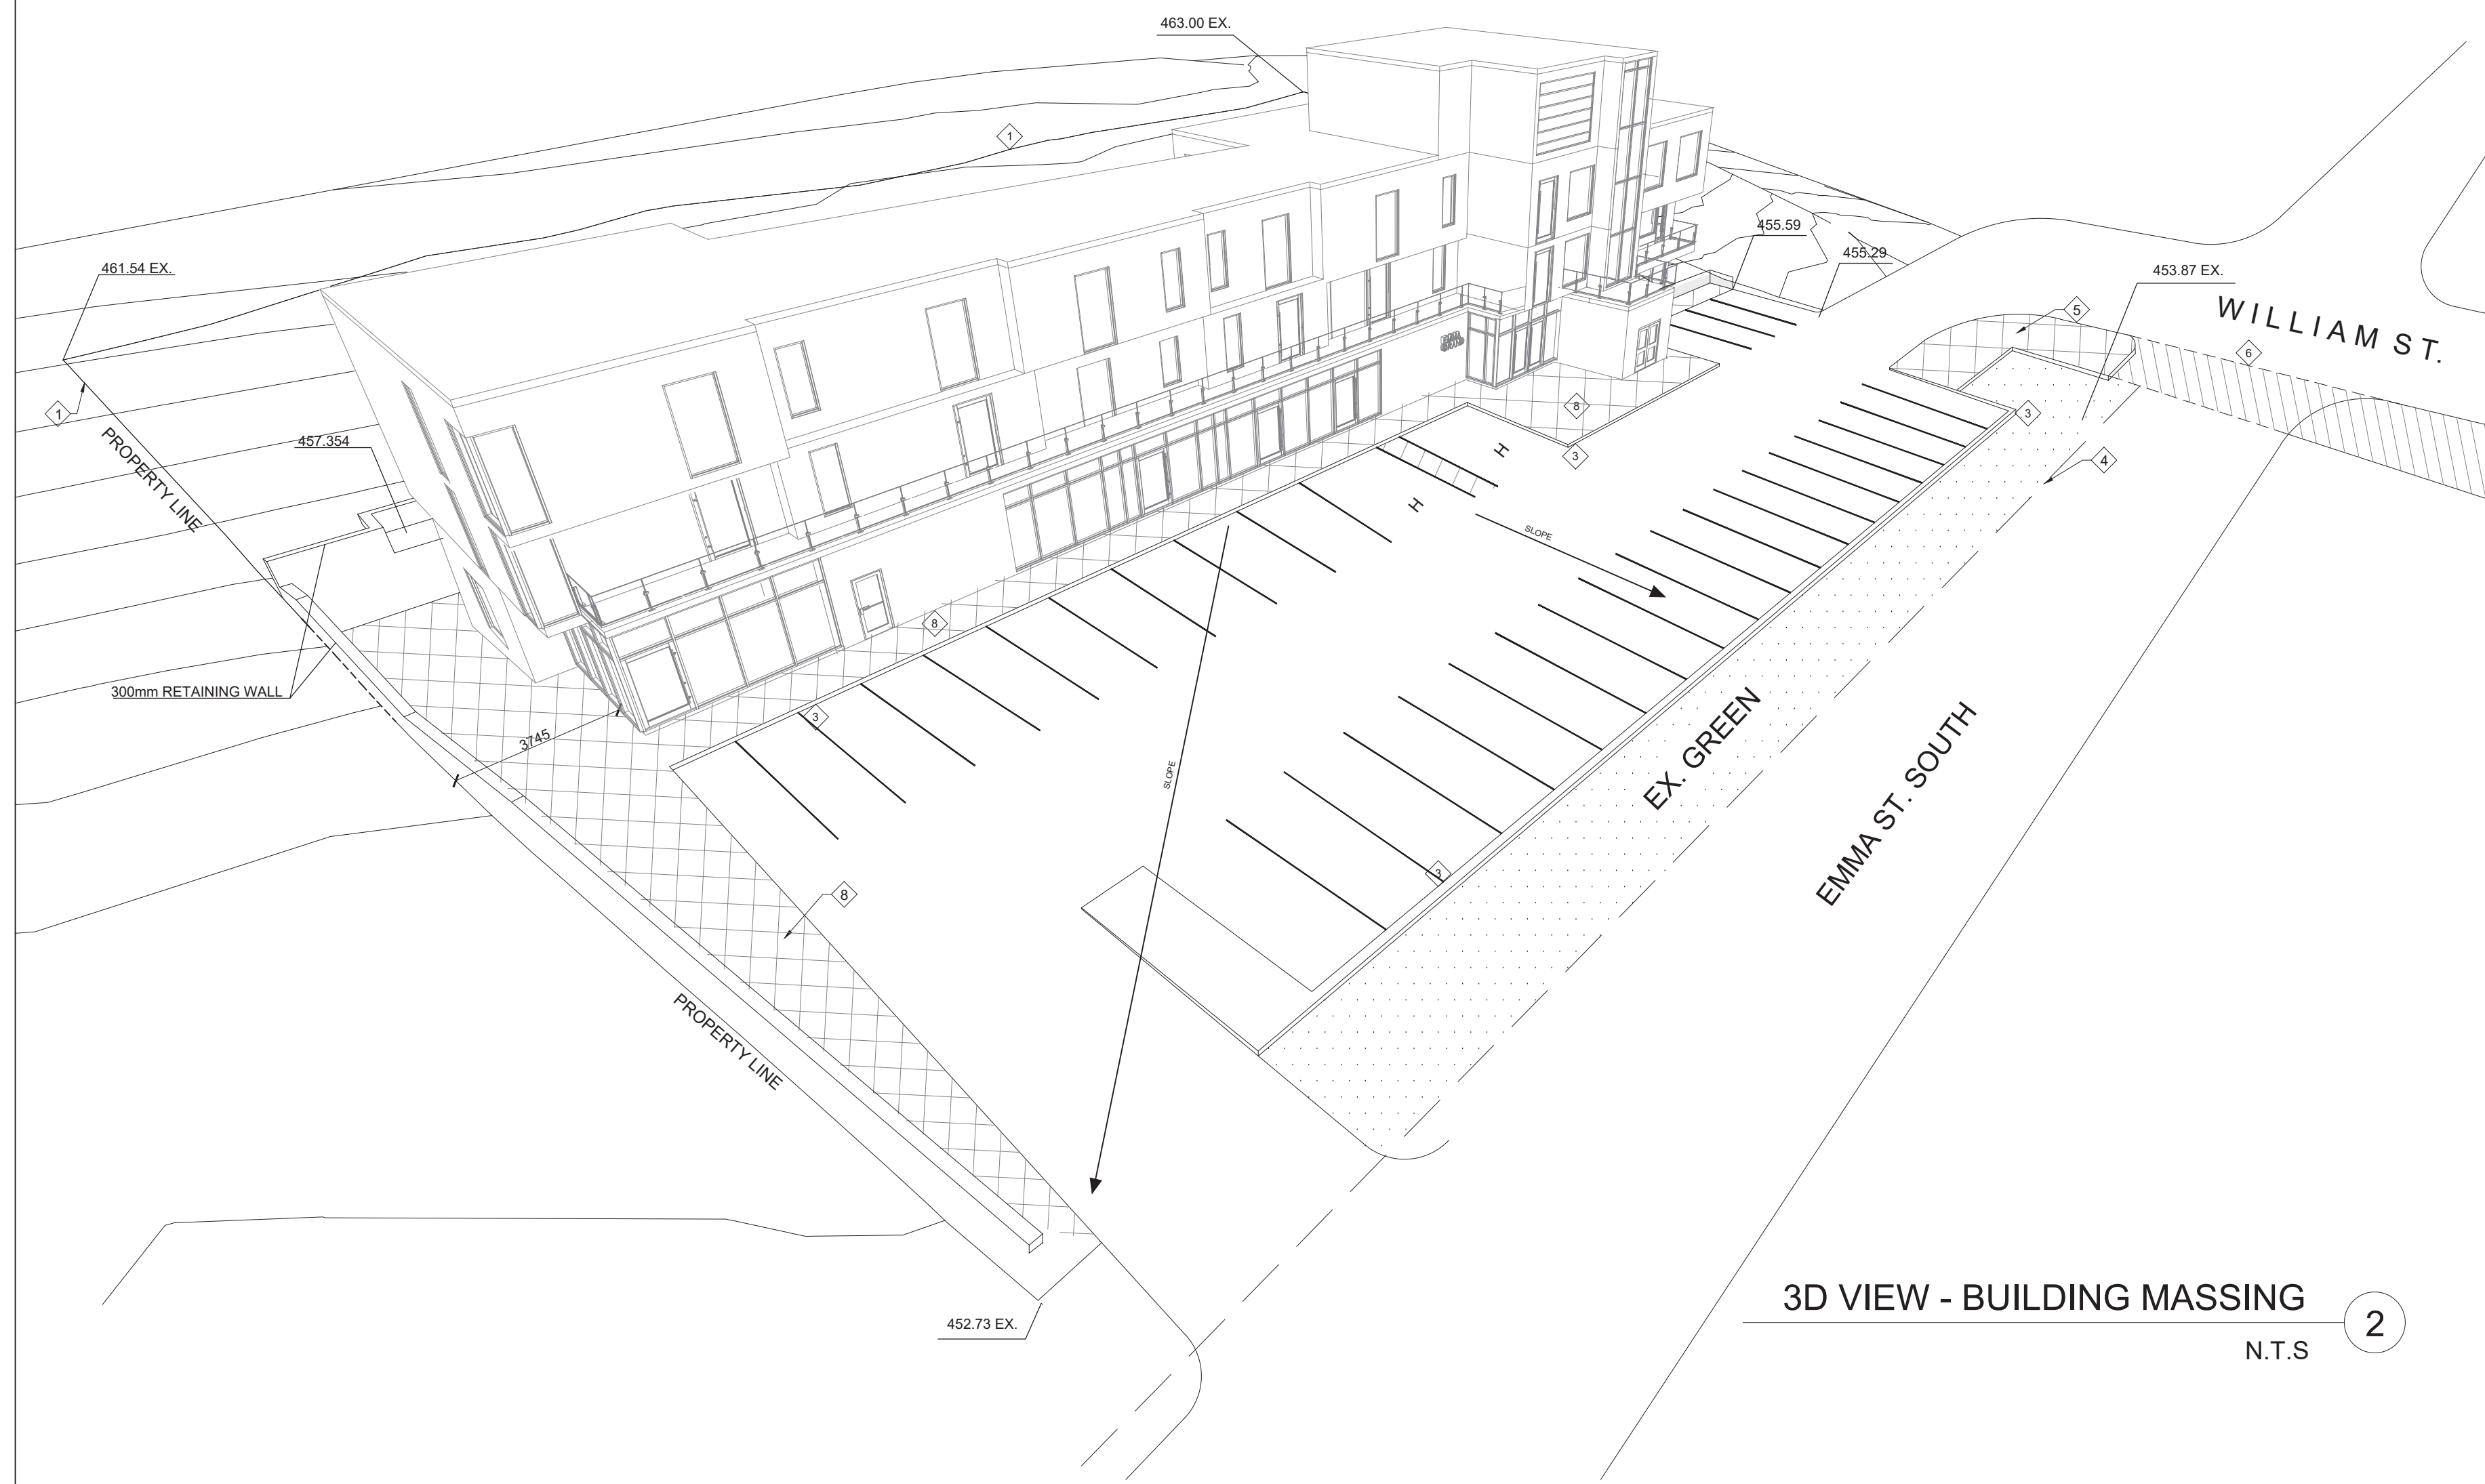 463.00 EX.
1
461.54 EX.
455.59
455.29
453.87 EX.
WILLIAM ST.
5
6
1
PROPERTY LINE
457.354
8
3
3
4
H
H
SLOPE
8
300mm RETAINING WALL
3745
3
SLOPE
EX. GREEN
EMMA ST. SOUTH
3
8
PROPERTY LINE
452.73 EX.
3D VIEW - BUILDING MASSING
2
N.T.S